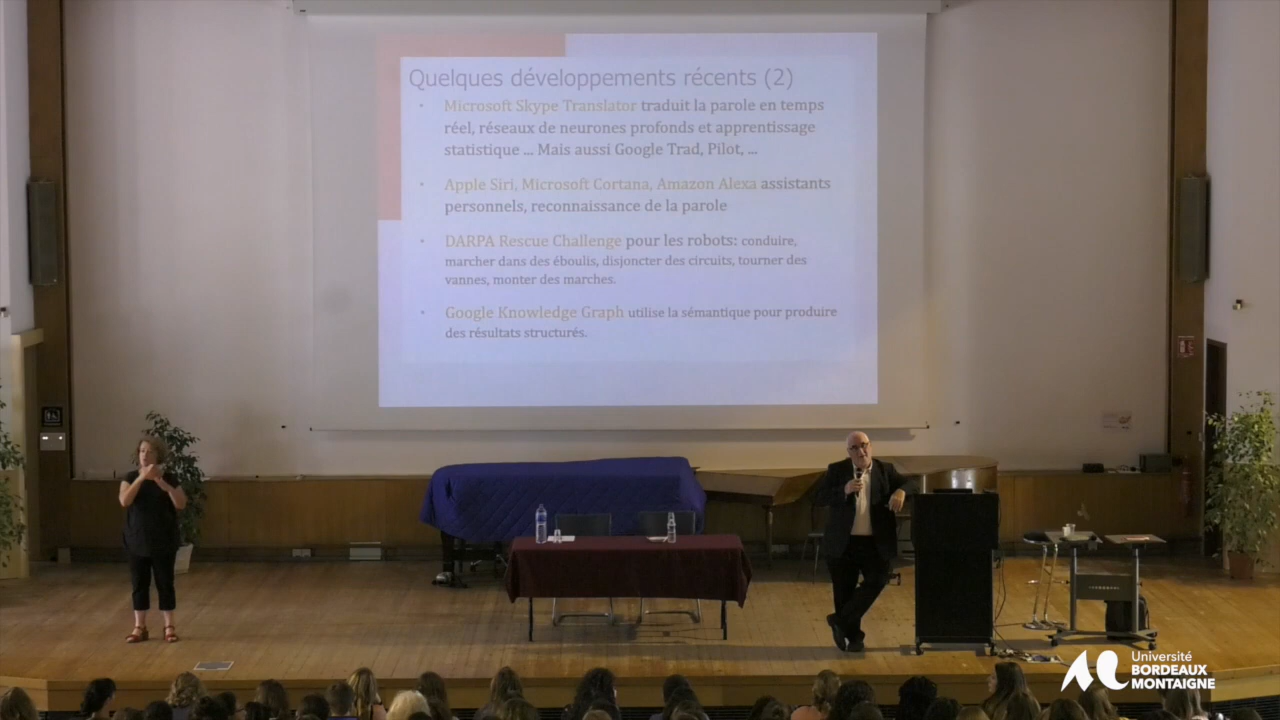 Quelques développements récents (2)
• Microsoft Skype Translator traduit la parole en temps
réel, réseaux de neurones profonds et apprentissage
statistique ... Mais aussi Google Trad, Pilot, ...
• Apple Siri, Microsoft Cortana, Amazon Alexa assistants
personnels, reconnaissance de la parole
• DARPA Rescue Challenge pour les robots: conduire,
marcher dans des éboulis, disjoncter des circuits, tourner des
vannes, monter des marches.
• Google Knowledge Graph utilise la sémantique pour produire
des résultats structurés.
Université
BORDEAUX
MONTAIGNE